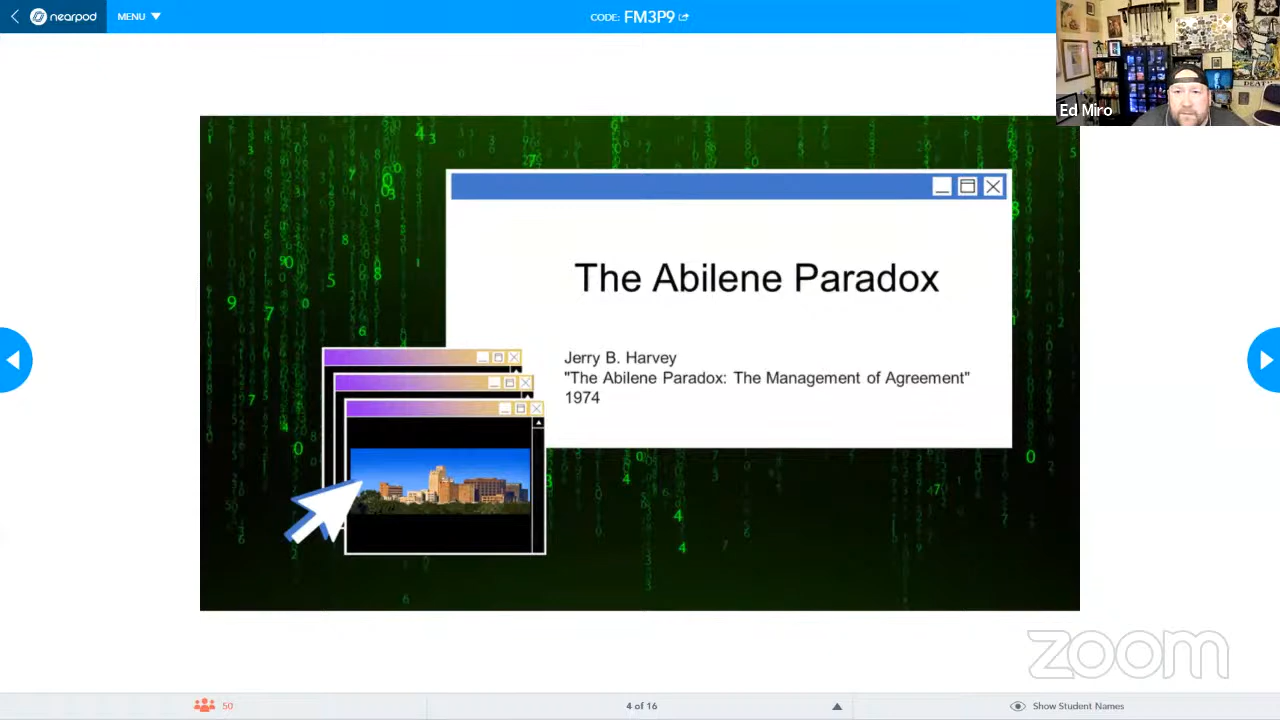 nearpod
MENU
CODE: FM3P9
Ed Miro
The Abilene Paradox
Jerry B. Harvey
"The Abilene Paradox: The Management of Agreement"
1974
zoom
50
4 of 16
Show Student Names